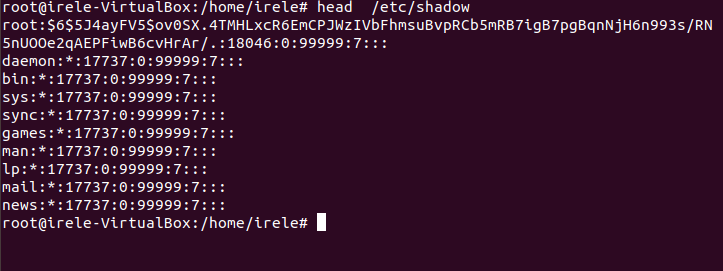 root@irele-VirtualBox:/home/irele# head  /etc/shadow
root:$6$5J4ayFV5$ov0SX.4TMHLxcR6EmCPJWzIVbFhmsuBvpRCb5mRB7igB7pgBqnNjH6n993s/RN
5nUOOe2qAEPFiwB6cvHrAr/.:18046:0:99999:7:::
daemon:*:17737:0:99999:7:::
bin:*:17737:0:99999:7:::
sys:*:17737:0:99999:7:::
sync:*:17737:0:99999:7:::
games:*:17737:0:99999:7:::
man:*:17737:0:99999:7:::
lp:*:17737:0:99999:7:::
mail:*:17737:0:99999:7:::
news:*:17737:0:99999:7:::
root@irele-VirtualBox:/home/irele#